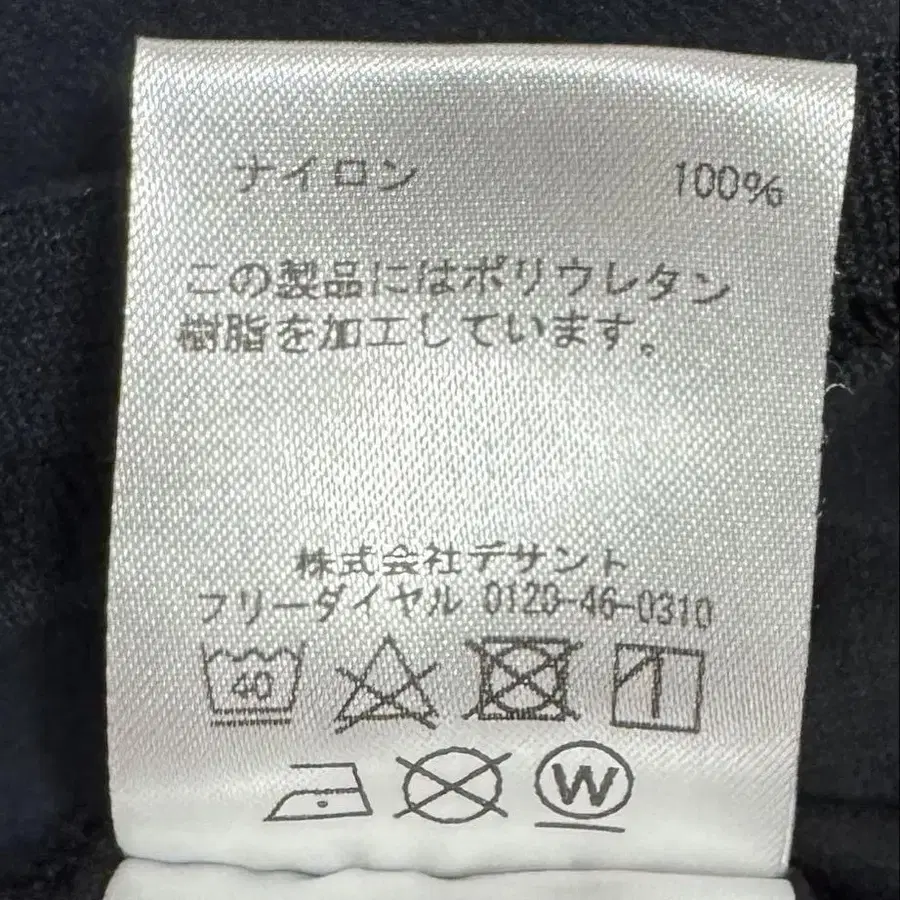 ナイロン 100%
この製品にはポリウレタン
樹脂を加工しています。
株式会社デサント
フリーダイヤル 0120-46-0310
40
W